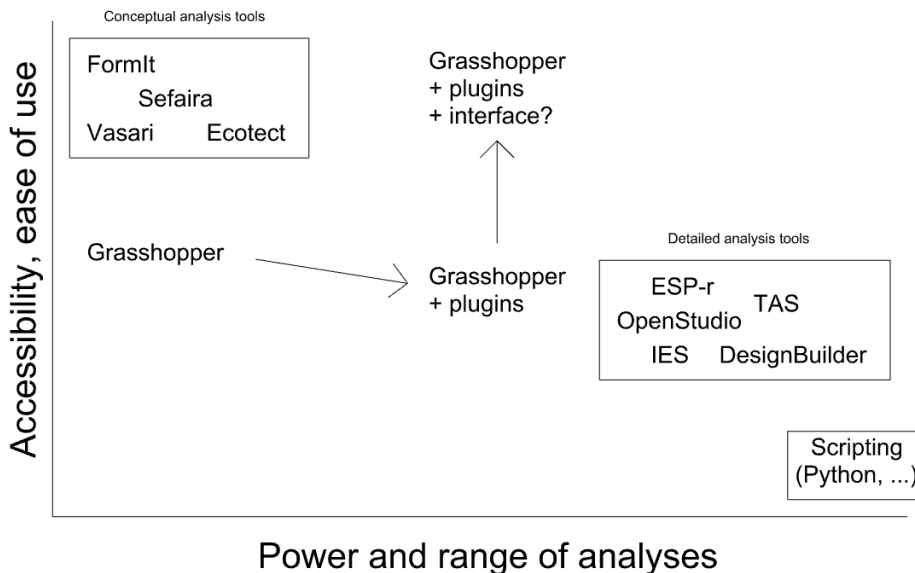 Conceptual analysis tools
FormIt
Sefaira
Vasari Ecotect
Grasshopper
+ plugins
+ interface?
Grasshopper
Grasshopper
+ plugins
Detailed analysis tools
ESP-r
TAS
OpenStudio
IES DesignBuilder
Scripting
(Python, ...)
Accessibility, ease of use
Power and range of analyses